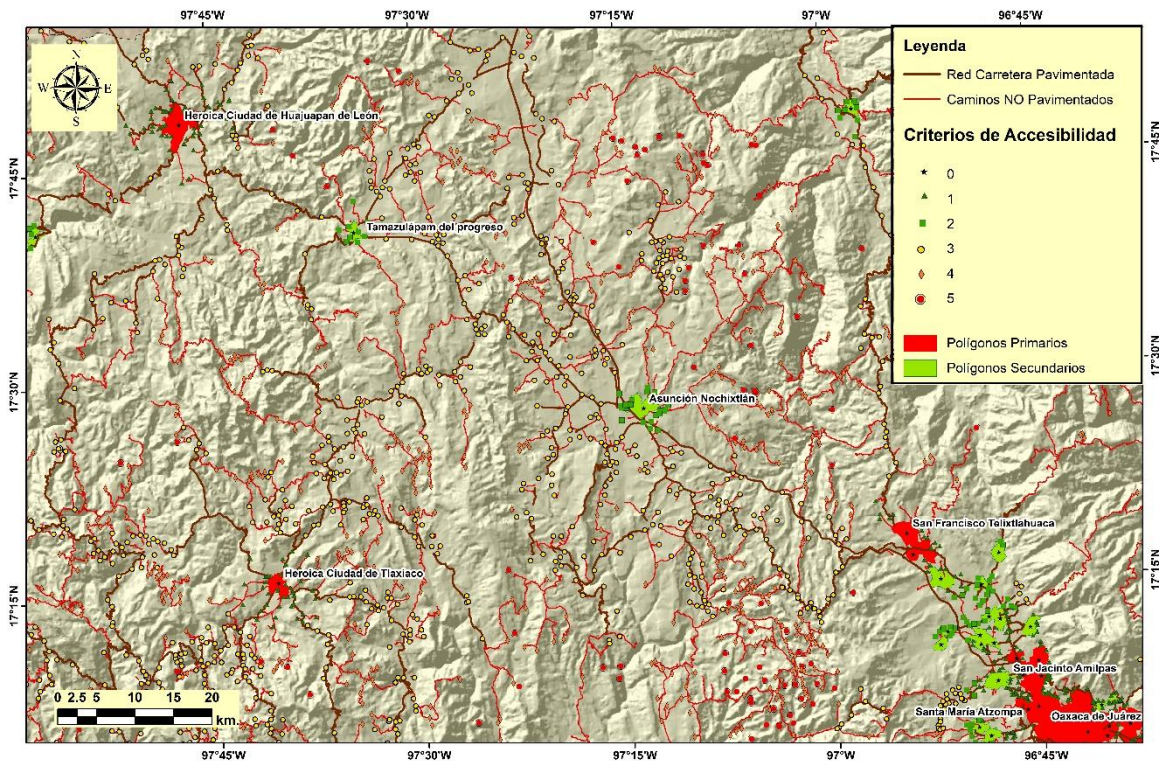 97°45'W 97°30'W 97°15'W 97°0'W 96°45'W
N
W E
S
Leyenda
Red Carretera Pavimentada
Caminos NO Pavimentados
Criterios de Accesibilidad
0
1
2
3
4
5
Polígonos Primarios
Polígonos Secundarios
Heroica Ciudad de Huajuapan de León
17°45'N
17°45'N
Tamazulápam del progreso
17°30'N
17°30'N
Asunción Nochixtlán
San Francisco Telixtlahuaca
Heroica Ciudad de Tlaxiaco
17°15'N
17°15'N
San Jacinto Amilpas
0 2.5 5 10 15 20
km.
Santa María Atzompa
Oaxaca de Juárez
97°45'W 97°30'W 97°15'W 97°0'W 96°45'W